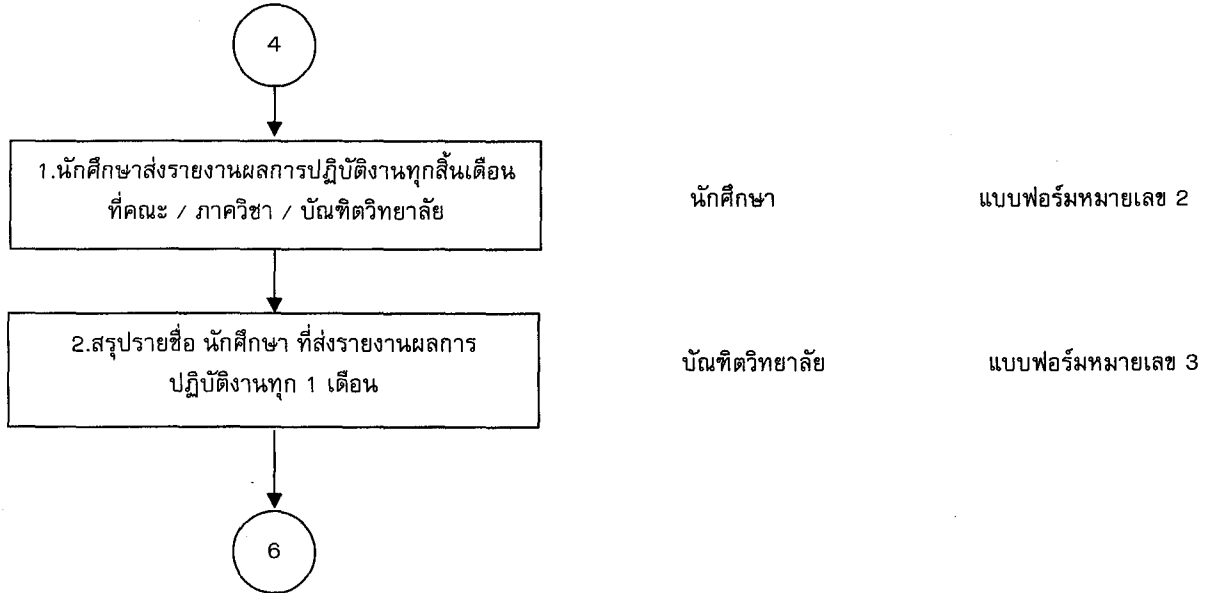 4
1.นักศึกษาส่งรายงานผลการปฏิบัติงานทุกสิ้นเดือน
ที่คณะ / ภาควิชา / บัณฑิตวิทยาลัย
นักศึกษา
แบบฟอร์มหมายเลข 2
2.สรุปรายชื่อ นักศึกษา ที่ส่งรายงานผลการ
ปฏิบัติงานทุก 1 เดือน
บัณฑิตวิทยาลัย
แบบฟอร์มหมายเลข 3
6